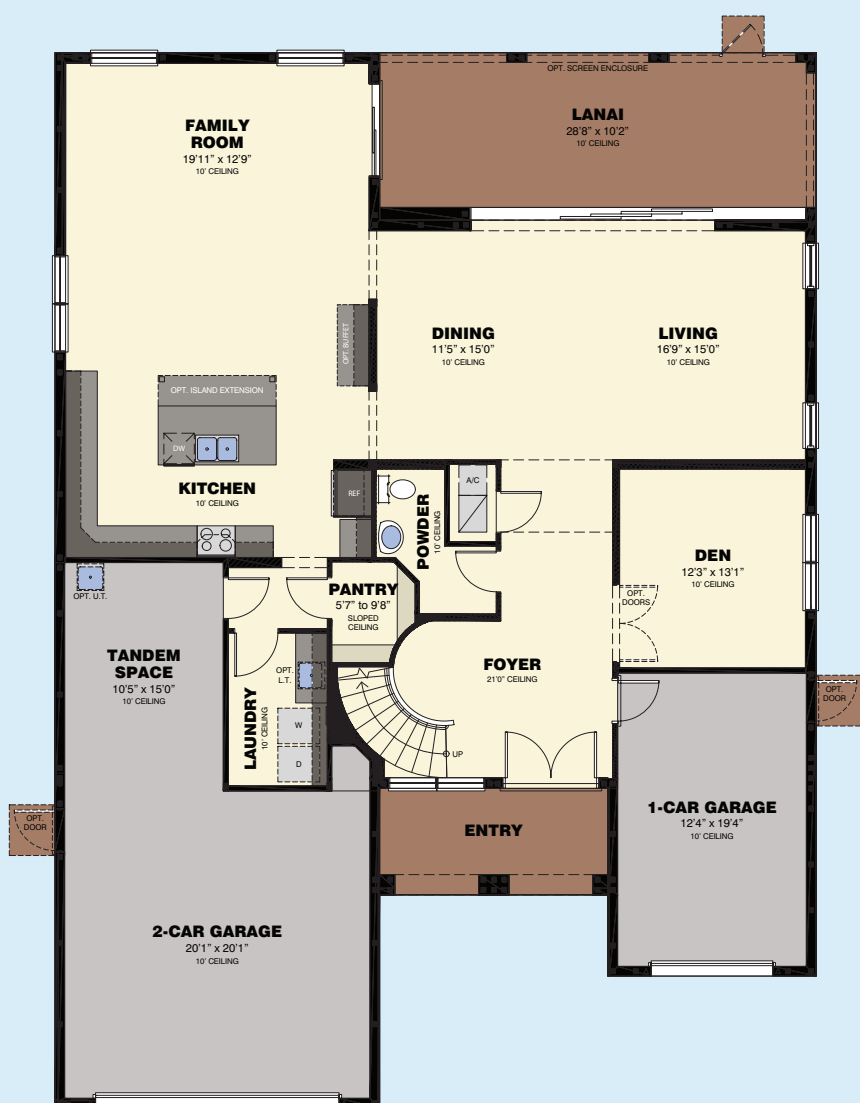 OPT. SCREEN ENCLOSURE
LANAI
28'8" x 10'2"
10' CEILING
FAMILY
ROOM
19'11" x 12'9"
10' CEILING
DINING
11'5" x 15'0"
10' CEILING
LIVING
16'9" x 15'0"
10' CEILING
OPT. BUFFET
OPT. ISLAND EXTENSION
DW
KITCHEN
10' CEILING
REF
POWDER
10' CEILING
A/C
DEN
12'3" x 13'1"
10' CEILING
OPT.
DOORS
OPT. U.T.
PANTRY
5'7" to 9'8"
SLOPED
CEILING
TANDEM
SPACE
10'5" x 15'0"
10' CEILING
FOYER
21'0" CEILING
OPT.
L.T.
LAUNDRY
10' CEILING
W
D
UP
OPT.
DOOR
OPT.
DOOR
ENTRY
1-CAR GARAGE
12'4" x 19'4"
10' CEILING
2-CAR GARAGE
20'1" x 20'1"
10' CEILING